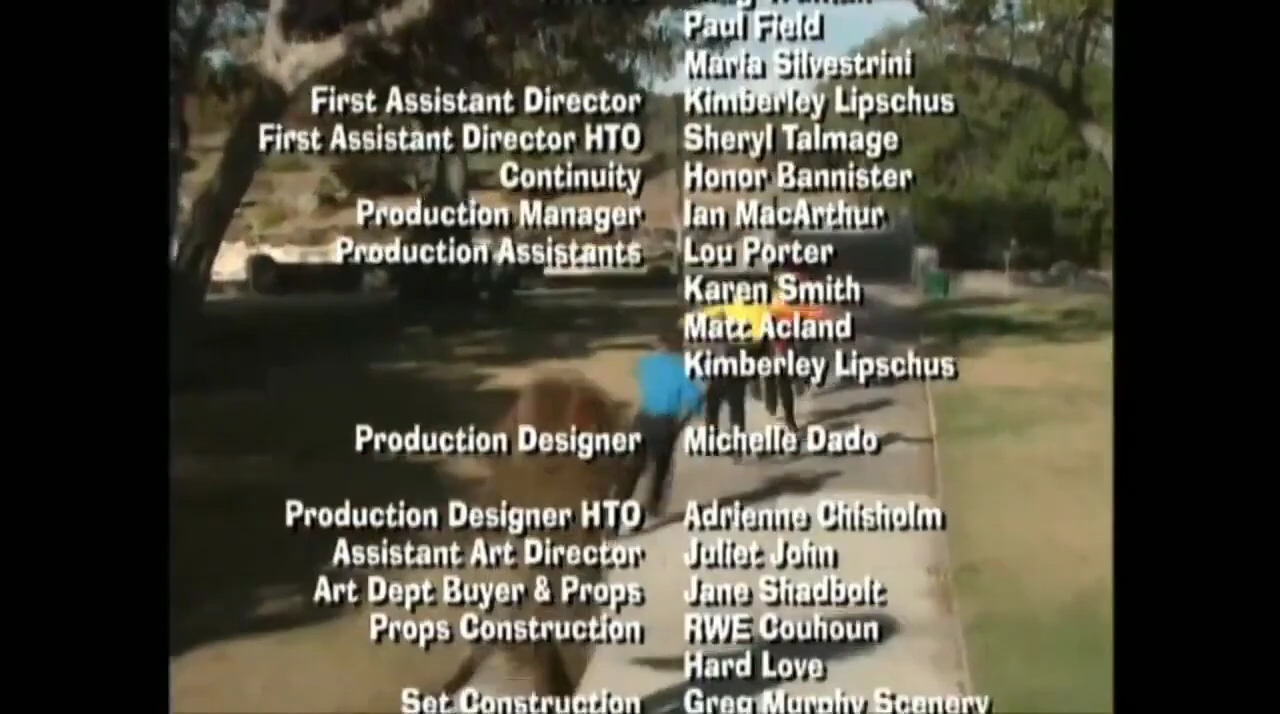 Paul Field
Maria Silvestrini
First Assistant Director Kimberley Lipschus
First Assistant Director HTO Sheryl Talmage
Continuity Honor Bannister
Production Manager Ian MacArthur
Production Assistants Lou Porter
Karen Smith
Matt Acland
Kimberley Lipschus
Production Designer Michelle Dado
Production Designer HTO Adrienne Chisholm
Assistant Art Director Juliet John
Art Dept Buyer & Props Jane Shadbolt
Props Construction RWE Couhoun
Hard Love
Set Construction Greg Murphy Scenery